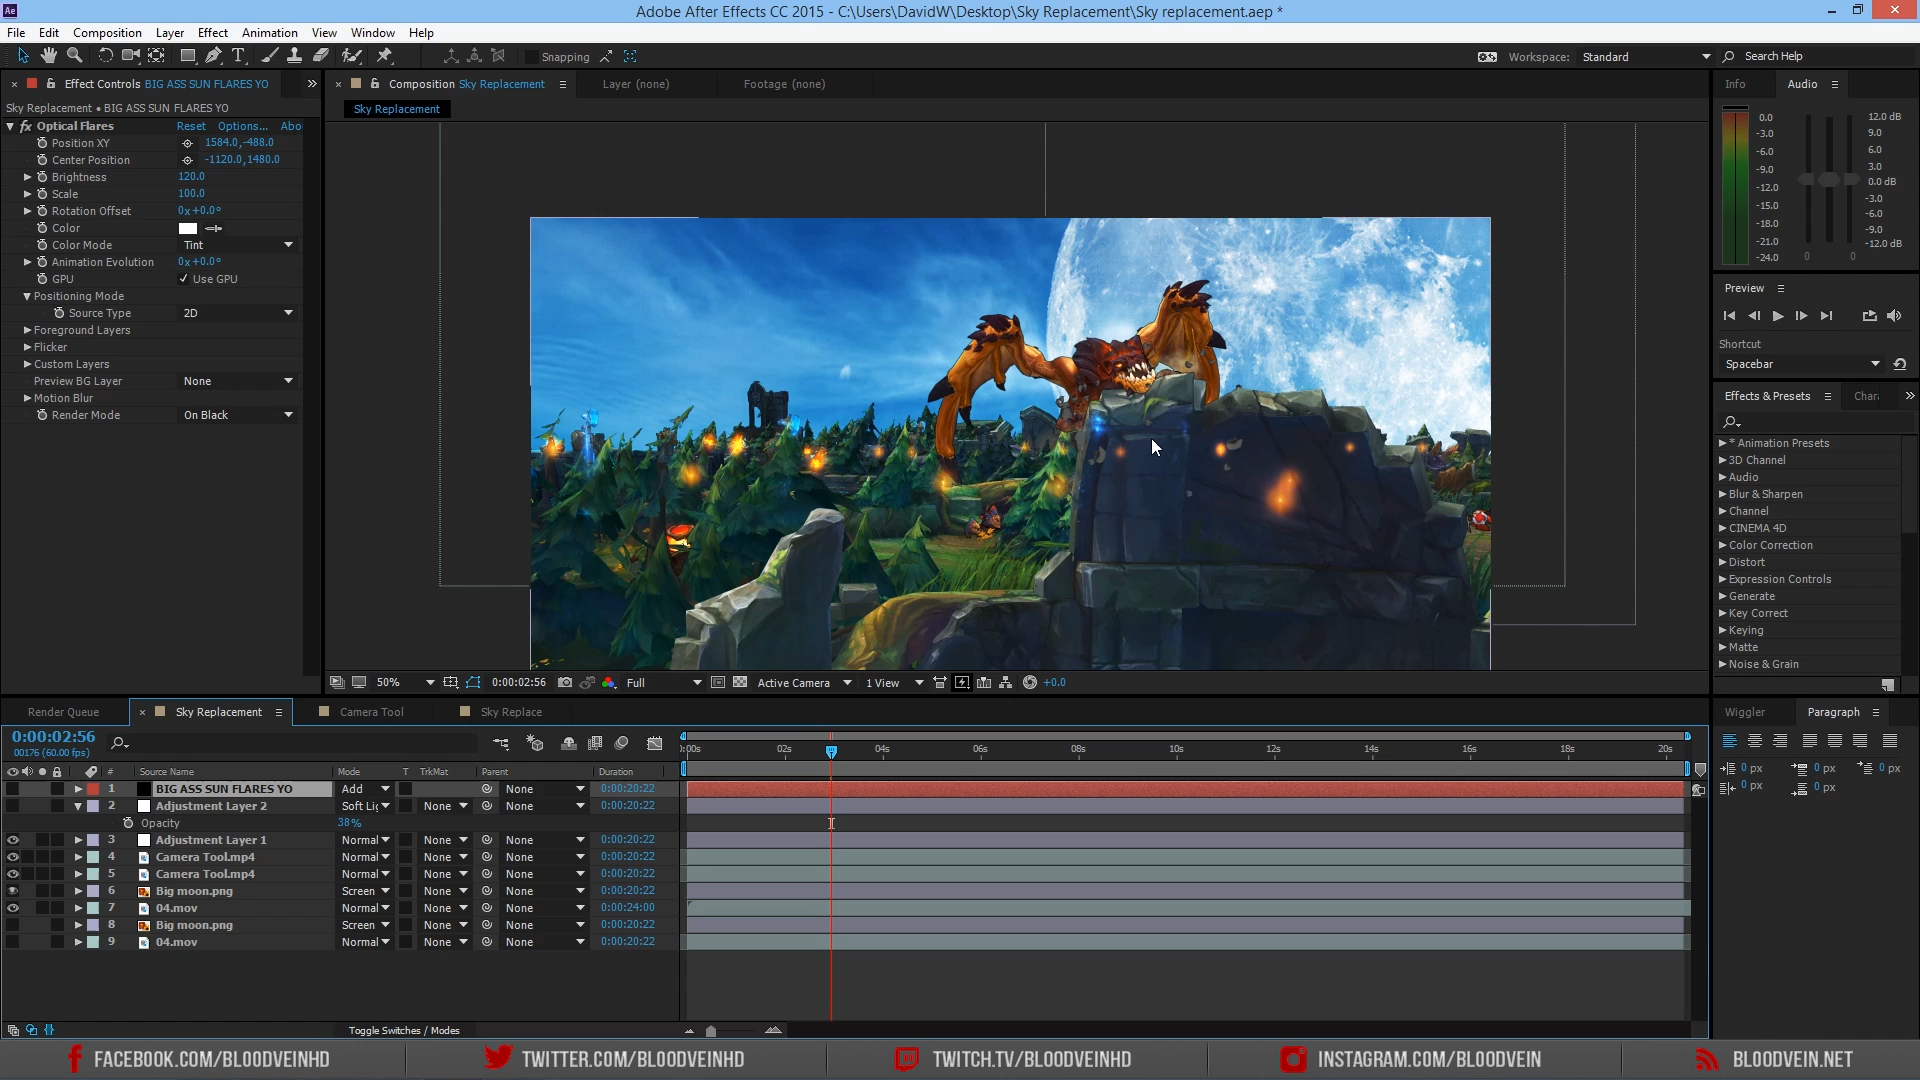 Ae Adobe After Effects CC 2015 - C:\Users\DavidW\Desktop\Sky Replacement\Sky replacement.aep *
File Edit Composition Layer Effect Animation View Window Help
Snapping
Workspace: Standard
Search Help
Effect Controls BIG ASS SUN FLARES YO
Composition Sky Replacement
Layer (none)
Footage (none)
Sky Replacement • BIG ASS SUN FLARES YO
Sky Replacement
fx Optical Flares Reset Options... Abo
Position XY 1584.0,-488.0
Center Position -1120.0,1480.0
Brightness 120.0
Scale 100.0
Rotation Offset 0x+0.0°
Color
Color Mode Tint
Animation Evolution 0x+0.0°
GPU Use GPU
Positioning Mode
Source Type 2D
Foreground Layers
Flicker
Custom Layers
Preview BG Layer None
Motion Blur
Render Mode On Black
50% 0:00:02:56 Full Active Camera 1 View +0.0
Info Audio
0.0
-3.0
-6.0
-9.0
-12.0
-15.0
-18.0
-21.0
-24.0
12.0 dB
9.0
6.0
3.0
0.0 dB
-3.0
-6.0
-9.0
-12.0 dB
0 0
Preview
Shortcut
Spacebar
Effects & Presets Chara
* Animation Presets
3D Channel
Audio
Blur & Sharpen
Channel
CINEMA 4D
Color Correction
Distort
Expression Controls
Generate
Key Correct
Keying
Matte
Noise & Grain
Render Queue Sky Replacement Camera Tool Sky Replace
0:00:02:56
00176 (60.00 fps)
):00s 02s 04s 06s 08s 10s 12s 14s 16s 18s 20s
# Source Name Mode T TrkMat Parent Duration
1 BIG ASS SUN FLARES YO Add None 0:00:20:22
2 Adjustment Layer 2 Soft Lig None None 0:00:20:22
Opacity 38%
3 Adjustment Layer 1 Normal None None 0:00:20:22
4 Camera Tool.mp4 Normal None None 0:00:20:22
5 Camera Tool.mp4 Normal None None 0:00:20:22
6 Big moon.png Screen None None 0:00:20:22
7 04.mov Normal None None 0:00:24:00
8 Big moon.png Screen None None 0:00:20:22
9 04.mov Normal None None 0:00:20:22
Toggle Switches / Modes
Wiggler Paragraph
0 px 0 px 0 px
0 px 0 px
FACEBOOK.COM/BLOODVEINHD
TWITTER.COM/BLOODVEINHD
TWITCH.TV/BLOODVEINHD
INSTAGRAM.COM/BLOODVEIN
BLOODVEIN.NET